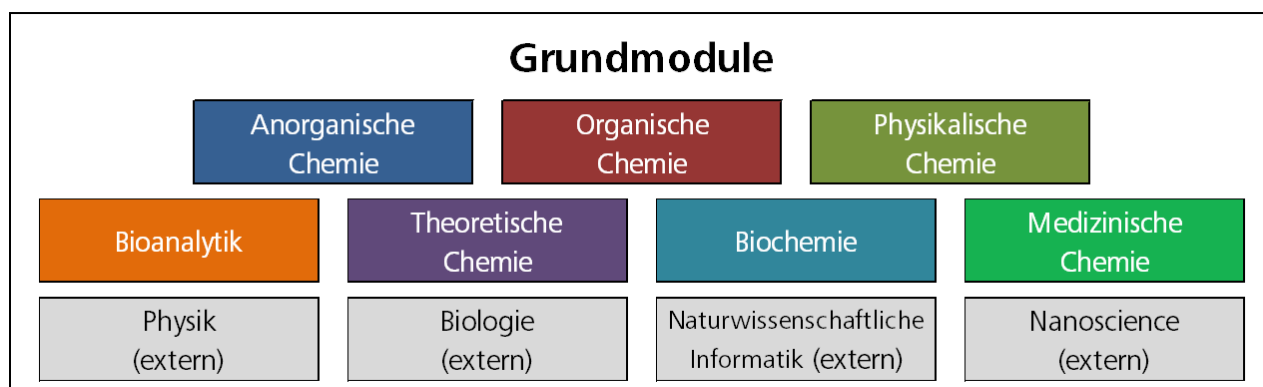 Grundmodule
Anorganische
Chemie
Organische
Chemie
Physikalische
Chemie
Bioanalytik
Theoretische
Chemie
Biochemie
Medizinische
Chemie
Physik
(extern)
Biologie
(extern)
Naturwissenschaftliche
Informatik (extern)
Nanoscience
(extern)